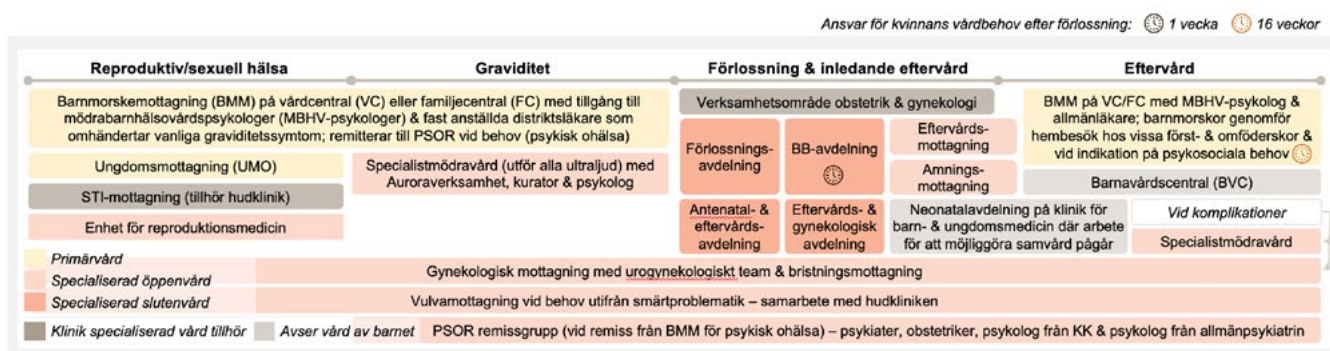 Ansvar för kvinnans vårdbehov efter förlossning: 1 vecka 16 veckor
Reproduktiv/sexuell hälsa
Graviditet
Förlossning & inledande eftervård
Eftervård
Barnmorskemottagning (BMM) på vårdcentral (VC) eller familjecentral (FC) med tillgång till
mödrabarnhälsovårdspsykologer (MBHV-psykologer) & fast anställda distriktsläkare som
omhändertar vanliga graviditetssymtom; remitterar till PSOR vid behov (psykisk ohälsa)
Ungdomsmottagning (UMO)
STI-mottagning (tillhör hudklinik)
Enhet för reproduktionsmedicin
Specialistmödravård (utför alla ultraljud) med
Auroraverksamhet, kurator & psykolog
Verksamhetsområde obstetrik & gynekologi
Förlossnings-
avdelning
BB-avdelning
Eftervårds-
mottagning
Amnings-
mottagning
Antenatal- &
eftervårds-
avdelning
Eftervårds- &
gynekologisk
avdelning
Neonatalavdelning på klinik för
barn- & ungdomsmedicin där arbete
för att möjliggöra samvård pågår
BMM på VC/FC med MBHV-psykolog &
allmänläkare; barnmorskor genomför
hembesök hos vissa först- & omföderskor &
vid indikation på psykosociala behov
Barnavårdscentral (BVC)
Vid komplikationer
Specialistmödravård
Primärvård
Specialiserad öppenvård
Specialiserad slutenvård
Klinik specialiserad vård tillhör
Avser vård av barnet
Gynekologisk mottagning med urogynekologiskt team & bristningsmottagning
Vulvamottagning vid behov utifrån smärtproblematik – samarbete med hudkliniken
PSOR remissgrupp (vid remiss från BMM för psykisk ohälsa) – psykiater, obstetriker, psykolog från KK & psykolog från allmänpsykiatrin